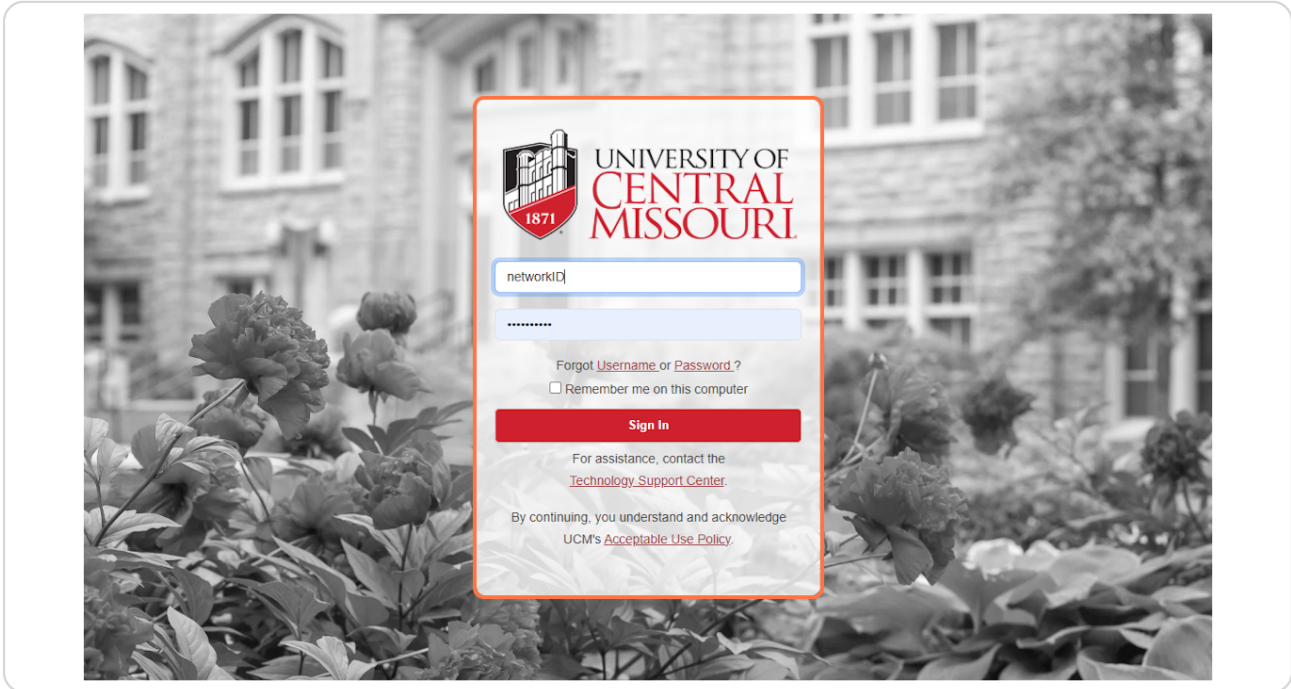 UNIVERSITY OF
CENTRAL
MISSOURI
1871
networkID
••••••••••
Forgot Username or Password ?
Remember me on this computer
Sign In
For assistance, contact the
Technology Support Center.
By continuing, you understand and acknowledge
UCM's Acceptable Use Policy.